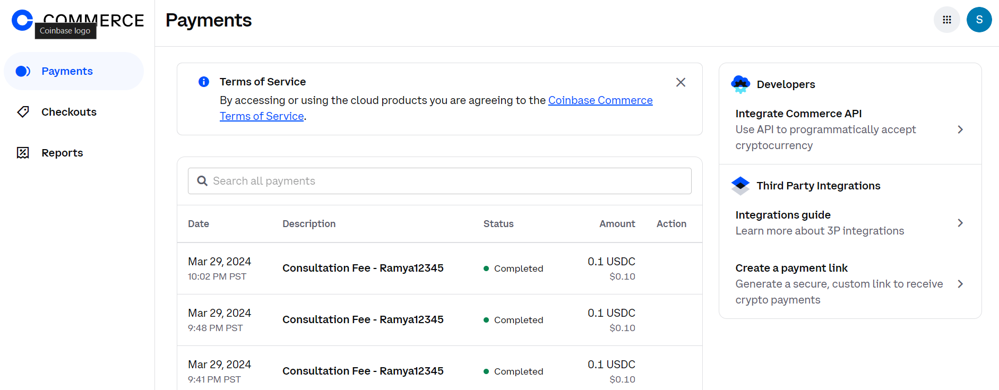 COMMERCE
Coinbase logo
Payments
Checkouts
Reports
Payments
S
Terms of Service
By accessing or using the cloud products you are agreeing to the Coinbase Commerce
Terms of Service.
Search all payments
Date Description Status Amount Action
Mar 29, 2024 Consultation Fee - Ramya12345 Completed 0.1 USDC
10:02 PM PST $0.10
Mar 29, 2024 Consultation Fee - Ramya12345 Completed 0.1 USDC
9:48 PM PST $0.10
Mar 29, 2024 Consultation Fee - Ramya12345 Completed 0.1 USDC
9:41 PM PST $0.10
Developers
Integrate Commerce API
Use API to programmatically accept
cryptocurrency
Third Party Integrations
Integrations guide
Learn more about 3P integrations
Create a payment link
Generate a secure, custom link to receive
crypto payments